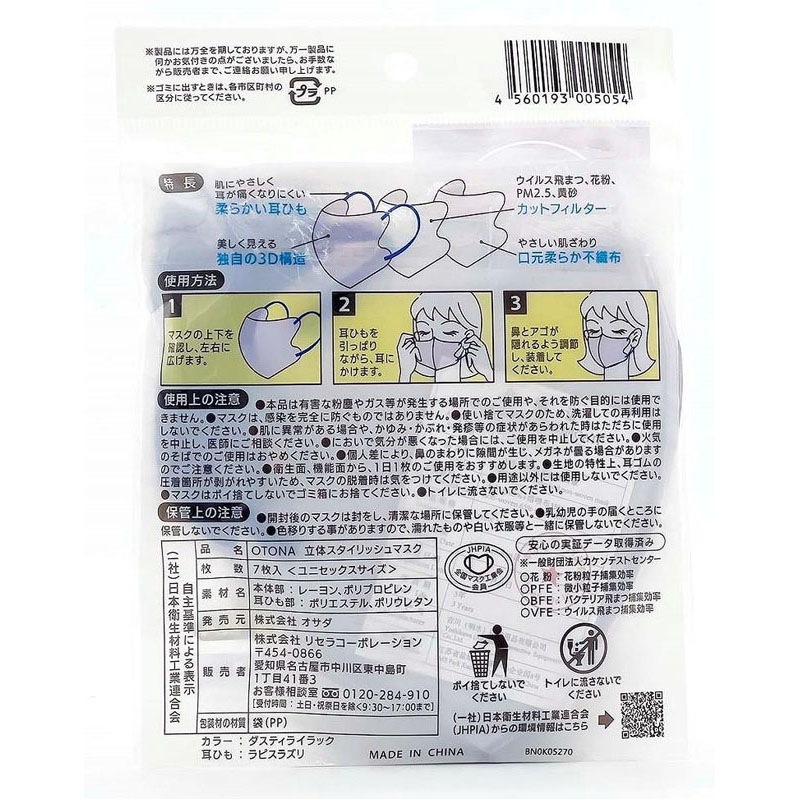 ※製品には万全を期しておりますが、万一製品に
何かお気付きの点がございましたら、お手数な
がら販売者まで、ご連絡お願い申し上げます。
※ゴミに出すときは、各市区町村の
区分に従ってください。
プラ PP
4 560193 005054
特長
肌にやさしく
耳が痛くなりにくい
柔らかい耳ひも
ウイルス飛まつ、花粉、
PM2.5、黄砂
カットフィルター
美しく見える
独自の3D構造
やさしい肌ざわり
口元柔らか不織布
使用方法
1
マスクの上下を
確認し、左右に
広げます。
2
耳ひもを
引っぱり
ながら、耳に
かけます。
3
鼻とアゴが
隠れるよう調節
し、装着して
ください。
使用上の注意 ●本品は有害な粉塵やガス等が発生する場所でのご使用や、それを防ぐ目的には使用で
きません。●マスクは、感染を完全に防ぐものではありません。●使い捨てマスクのため、洗濯しての再利用は
しないでください。●肌に異常がある場合や、かゆみ・かぶれ・発疹等の症状があらわれた時はただちに使用
を中止し、医師にご相談ください。●においで気分が悪くなった場合には、ご使用を中止してください。●火気
のそばでのご使用はおやめください。●個人差により、鼻のまわりに隙間が生じ、メガネが曇る場合があります
のでご注意ください。●衛生面、機能面から、1日1枚のご使用をおすすめします。●生地の特性上、耳ゴムの
圧着箇所が剥がれやすいため、マスクの脱着時は気をつけてください。●用途以外には使用しないでください。
●マスクはポイ捨てしないでゴミ箱にお捨てください。●トイレに流さないでください。
保管上の注意 ●開封後のマスクは封をし、清潔な場所に保管してください。●乳幼児の手の届くところに
保管しないでください。●色移りする事がありますので、濡れたものや白い衣服等と一緒に保管しないでください。
自主基準による表示
(一社)日本衛生材料工業連合会
品名 OTONA 立体スタイリッシュマスク
枚数 7枚入<ユニセックスサイズ>
素材 本体部:レーヨン、ポリプロピレン
耳ひも部:ポリエステル、ポリウレタン
発売元 株式会社 オサダ
販売者 株式会社 リセラコーポレーション
〒454-0866
愛知県名古屋市中川区東中島町
1丁目41番3
お客様相談室 0120-284-910
[受付時間:土日・祝祭日を除く9:30〜17:00まで]
包装材の材質 袋(PP)
カラー:ダスティライラック
耳ひも:ラピスラズリ
JHPIA
全国マスク工業会
会員
安心の実証データ取得済み
※一般財団法人カケンテストセンター
○花粉:花粉粒子捕集効率
○PFE:微小粒子捕集効率
○BFE:バクテリア飛まつ捕集効率
○VFE:ウイルス飛まつ捕集効率
ポイ捨てしないで
ください
トイレに流さないで
ください
(一社)日本衛生材料工業連合会
(JHPIA)からの環境情報はこちら
MADE IN CHINA
BN0K05270